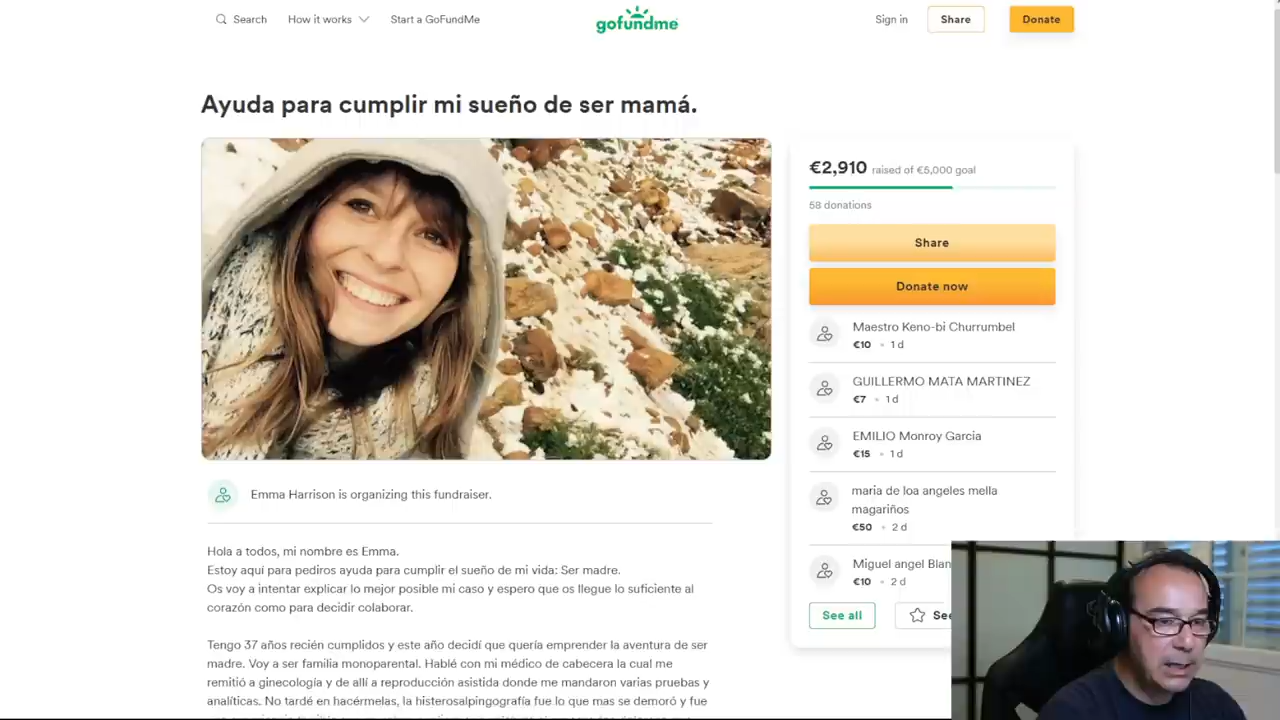 Search
How it works
Start a GoFundMe
gofundme
Sign in
Share
Donate
Ayuda para cumplir mi sueño de ser mamá.
€2,910 raised of €5,000 goal
58 donations
Share
Donate now
Maestro Keno-bi Churrumbel
€10 • 1 d
GUILLERMO MATA MARTINEZ
€7 • 1 d
EMILIO Monroy Garcia
€15 • 1 d
maria de loa angeles mella
magariños
€50 • 2 d
Miguel angel Blan
€10 • 2 d
See all
See
Emma Harrison is organizing this fundraiser.
Hola a todos, mi nombre es Emma.
Estoy aquí para pediros ayuda para cumplir el sueño de mi vida: Ser madre.
Os voy a intentar explicar lo mejor posible mi caso y espero que os llegue lo suficiente al
corazón como para decidir colaborar.
Tengo 37 años recién cumplidos y este año decidí que quería emprender la aventura de ser
madre. Voy a ser familia monoparental. Hablé con mi médico de cabecera la cual me
remitió a ginecología y de allí a reproducción asistida donde me mandaron varias pruebas y
analíticas. No tardé en hacérmelas, la histerosalpingografía fue lo que mas se demoró y fue